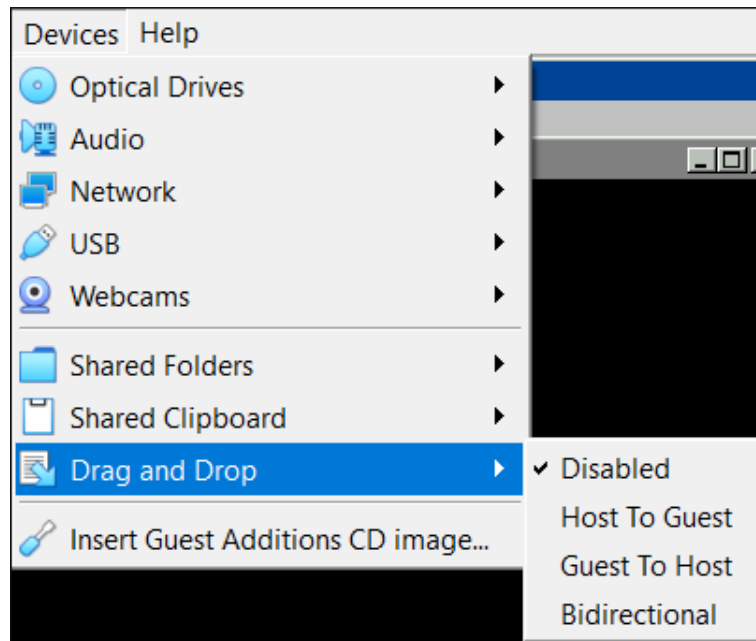 Devices Help
Optical Drives
Audio
Network
USB
Webcams
Shared Folders
Shared Clipboard
Drag and Drop
Disabled
Host To Guest
Guest To Host
Bidirectional
Insert Guest Additions CD image...